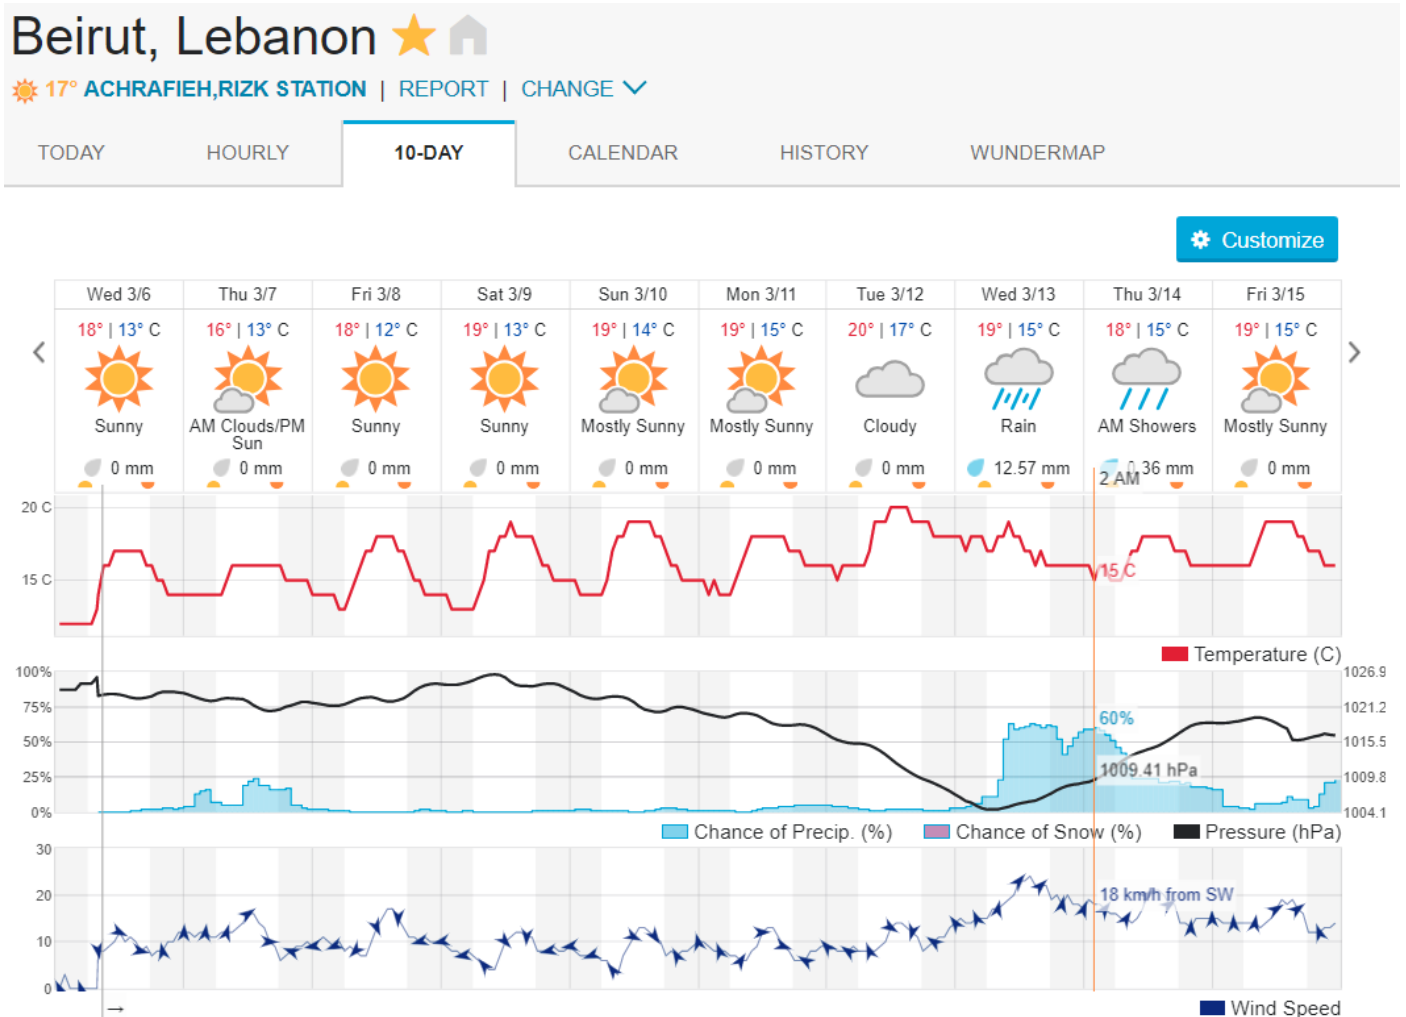 Beirut, Lebanon
17° ACHRAFIEH,RIZK STATION | REPORT | CHANGE
TODAY HOURLY 10-DAY CALENDAR HISTORY WUNDERMAP
Customize
Wed 3/6 Thu 3/7 Fri 3/8 Sat 3/9 Sun 3/10 Mon 3/11 Tue 3/12 Wed 3/13 Thu 3/14 Fri 3/15
18° | 13° C 16° | 13° C 18° | 12° C 19° | 13° C 19° | 14° C 19° | 15° C 20° | 17° C 19° | 15° C 18° | 15° C 19° | 15° C
Sunny AM Clouds/PM Sun Sunny Sunny Mostly Sunny Mostly Sunny Cloudy Rain AM Showers Mostly Sunny
0 mm 0 mm 0 mm 0 mm 0 mm 0 mm 0 mm 12.57 mm 0.36 mm 0 mm
2 AM
20 C
15 C
15 C
Temperature (C)
100% 1026.9
75% 1021.2
60%
50% 1015.5
1009.41 hPa
25% 1009.8
0% 1004.1
Chance of Precip. (%) Chance of Snow (%) Pressure (hPa)
30
20
18 km/h from SW
10
0
Wind Speed